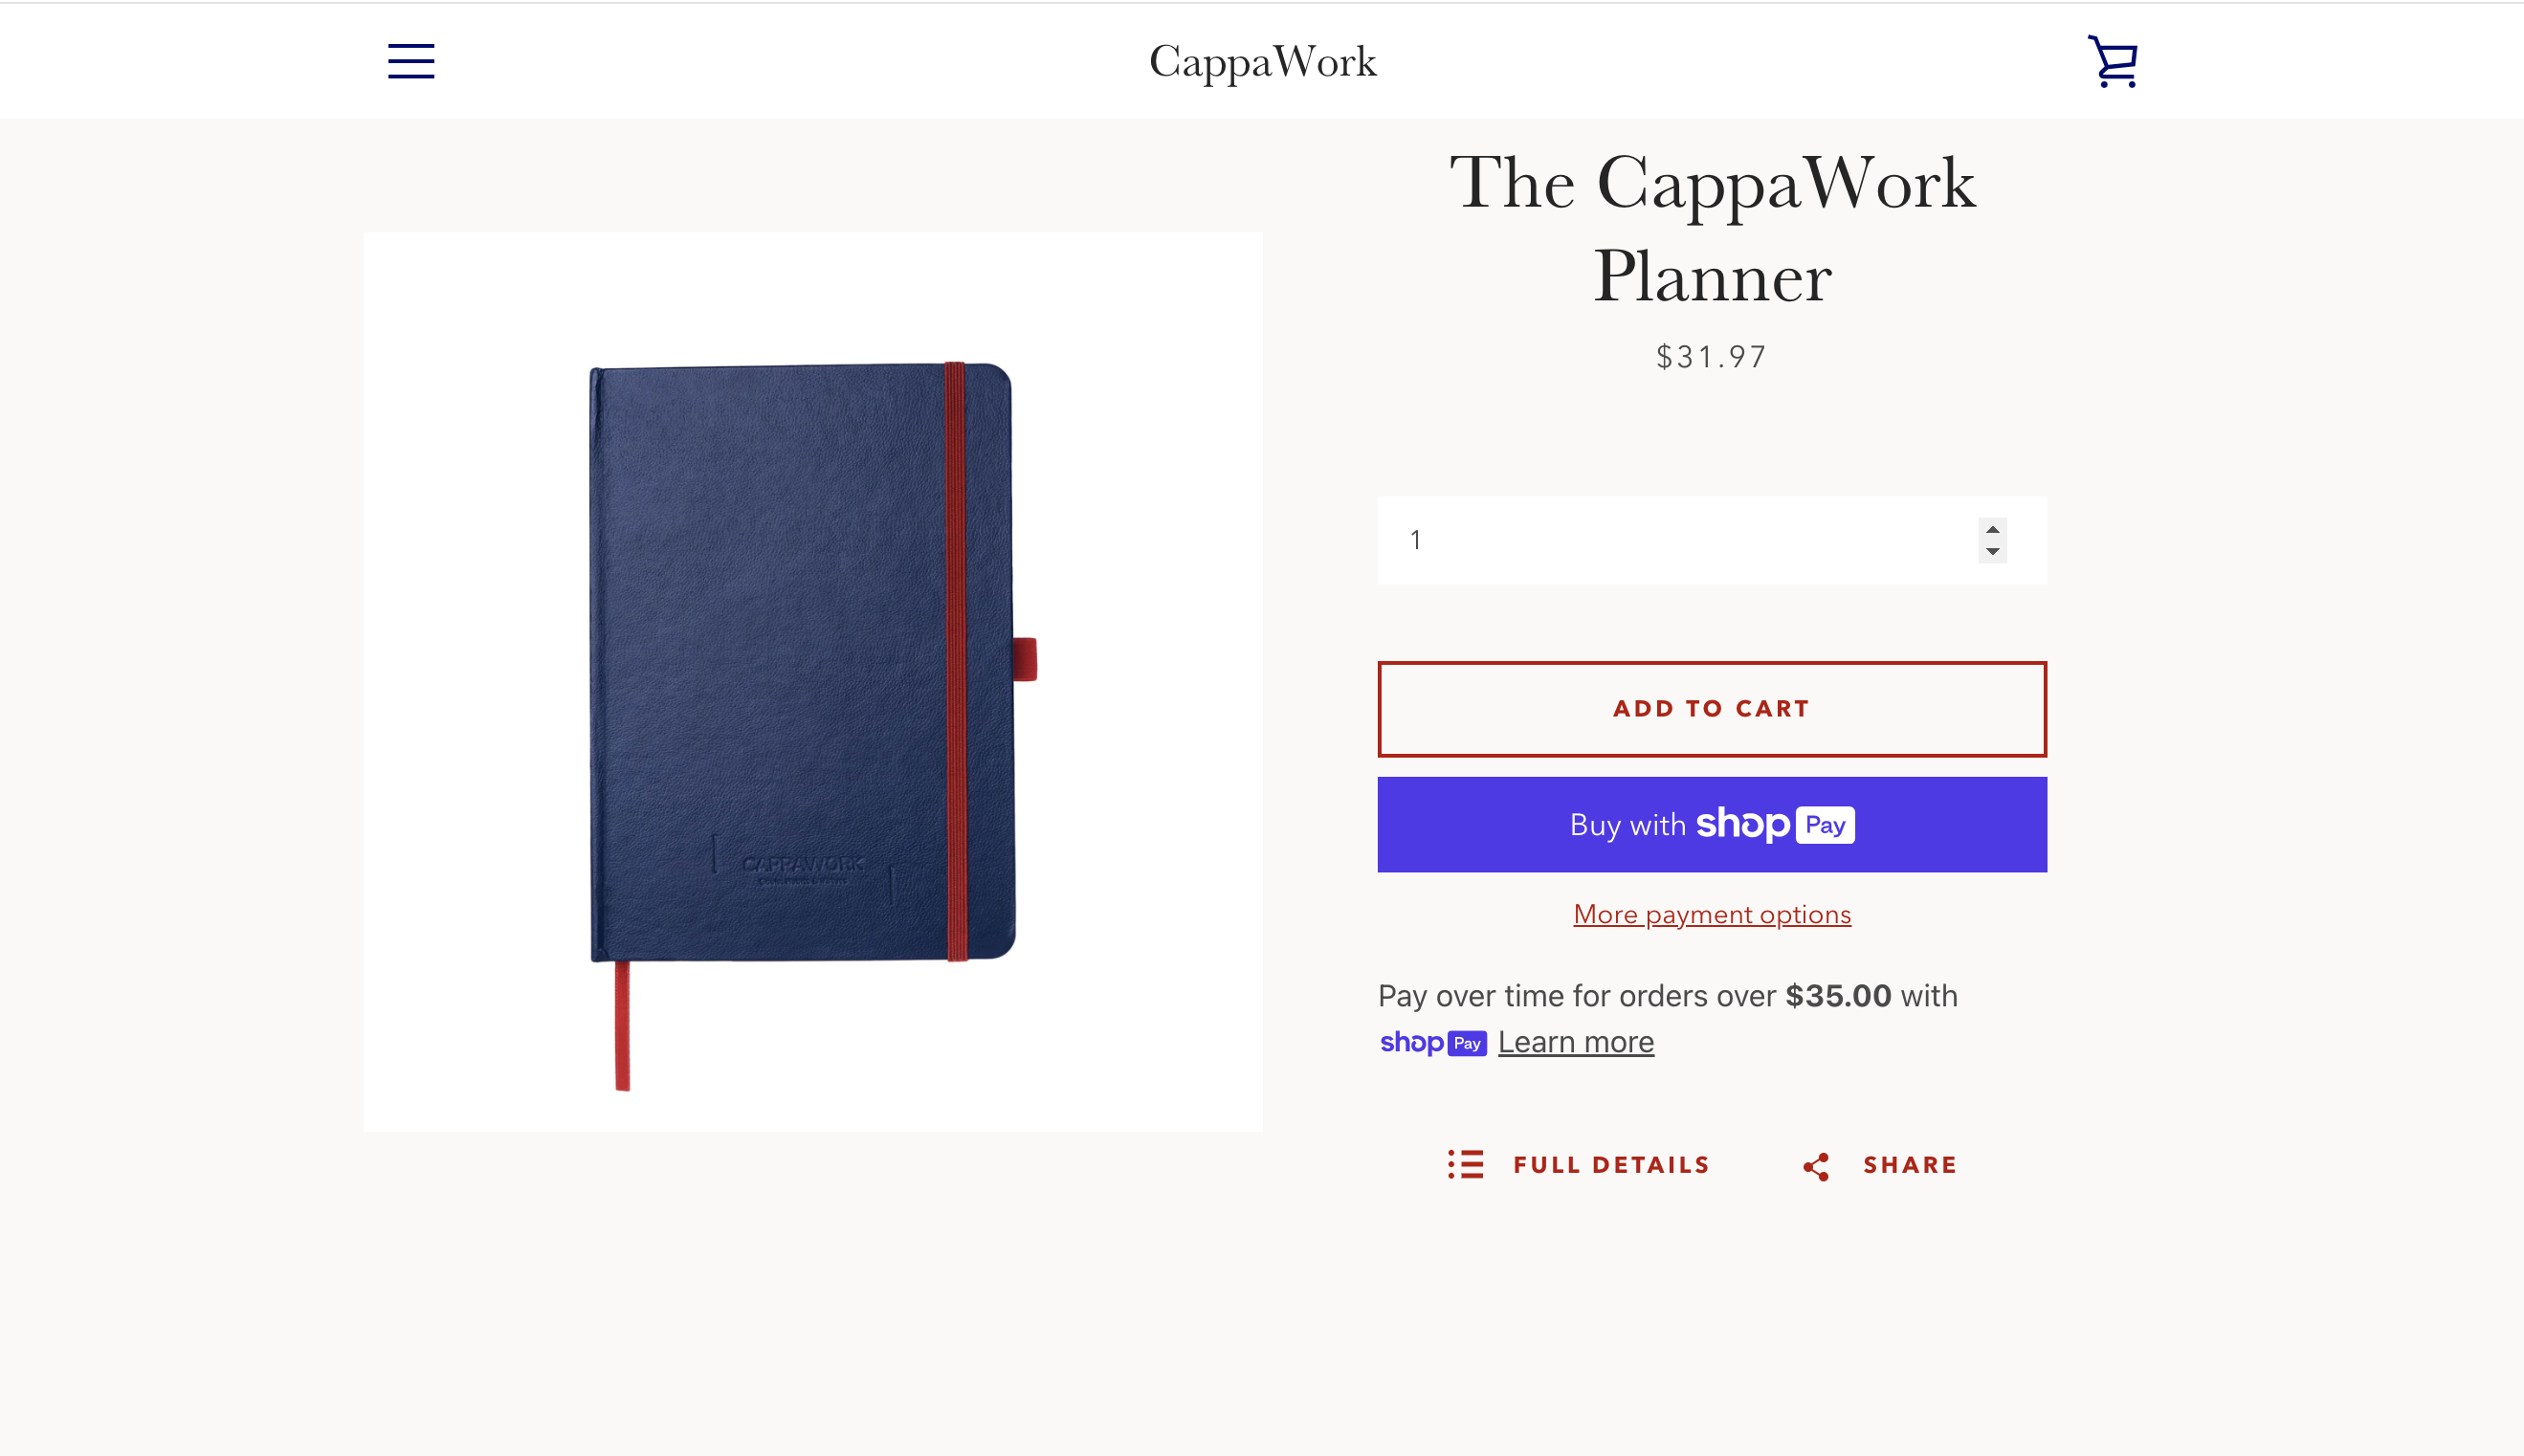 CappaWork
The CappaWork
Planner
$31.97
1
ADD TO CART
Buy with shop Pay
More payment options
Pay over time for orders over $35.00 with
shop Pay Learn more
FULL DETAILS
SHARE
CAPPAWORK